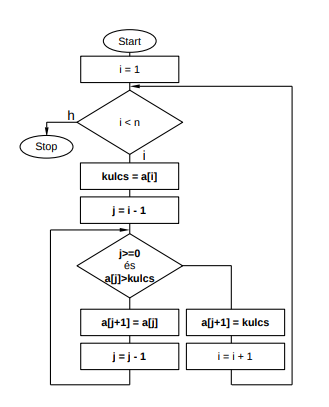 Start
i = 1
i < n
h
Stop
i
kulcs = a[i]
j = i - 1
j>=0
és
a[j]>kulcs
a[j+1] = a[j]
a[j+1] = kulcs
j = j - 1
i = i + 1